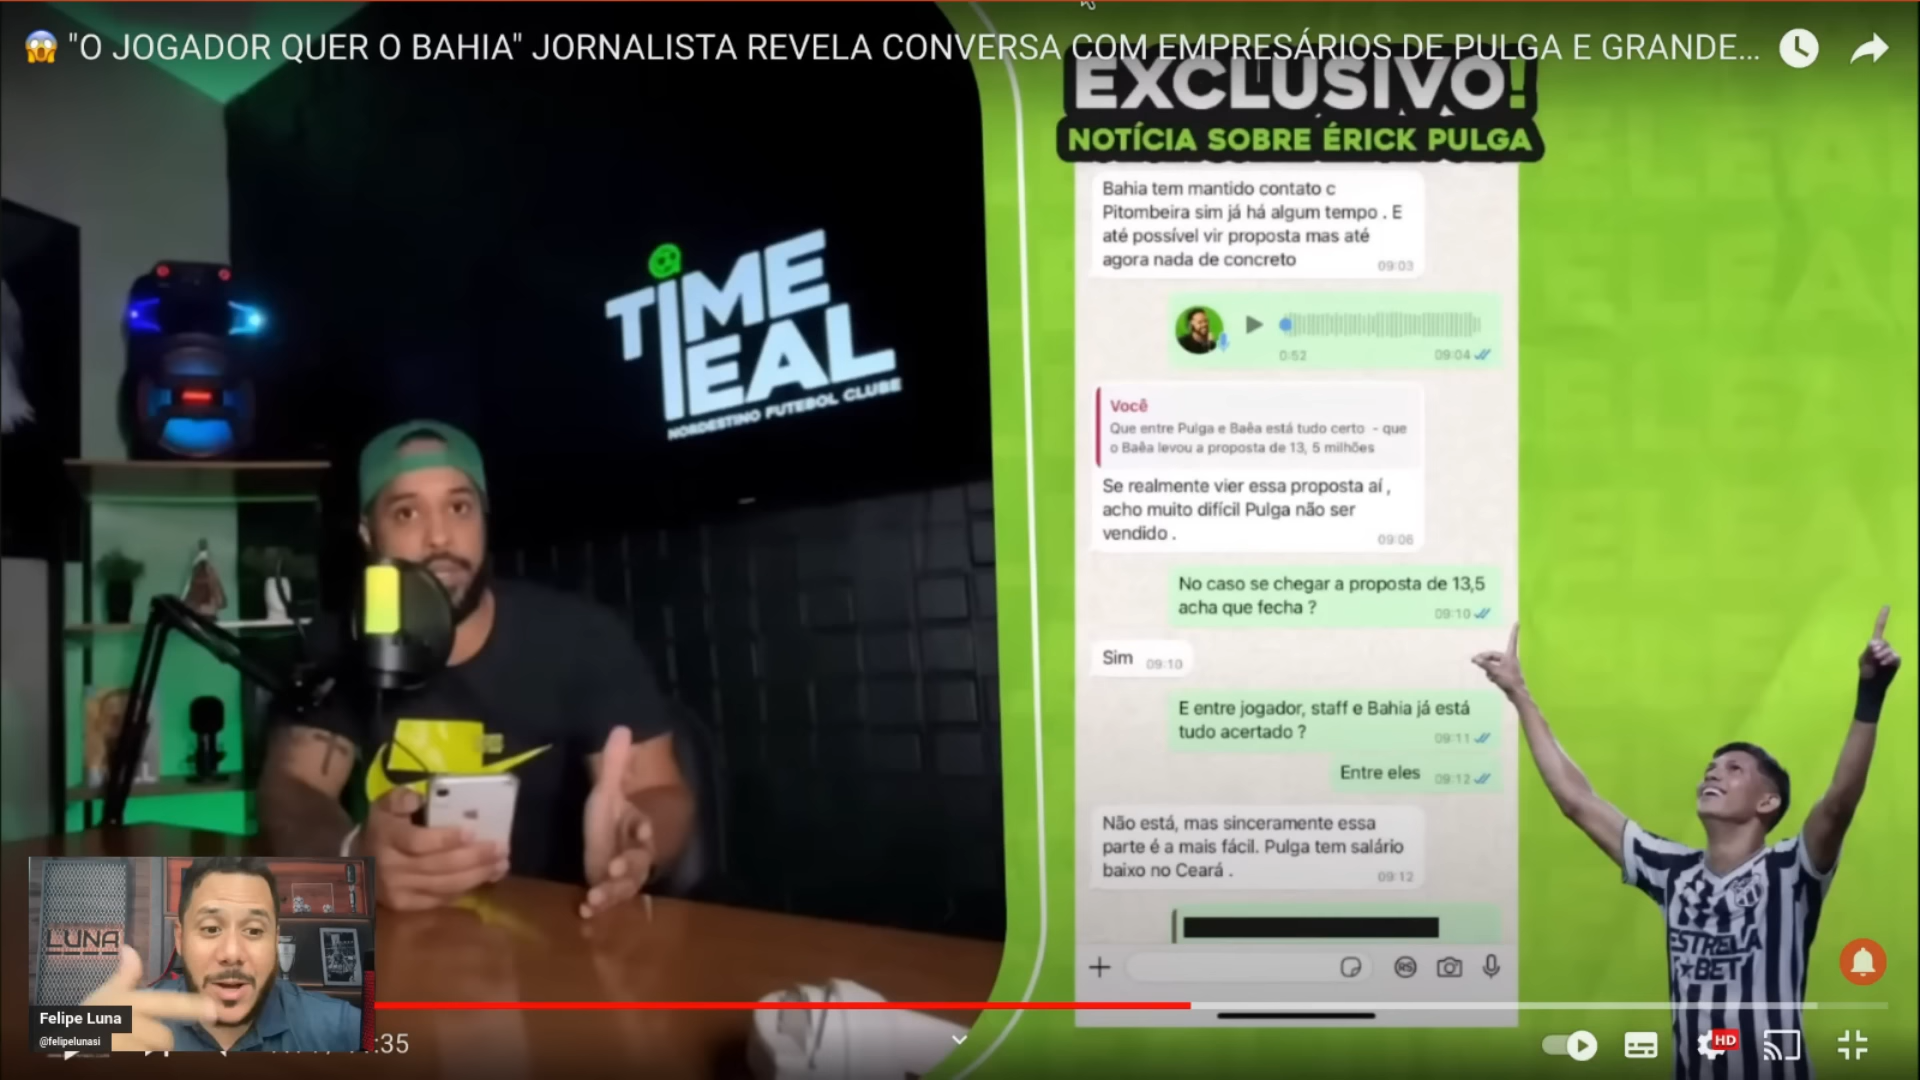 😱 "O JOGADOR QUER O BAHIA" JORNALISTA REVELA CONVERSA COM EMPRESÁRIOS DE PULGA E GRANDE...
EXCLUSIVO!
NOTÍCIA SOBRE ÉRICK PULGA
TIME
LEAL
NORDESTINO FUTEBOL CLUBE
Bahia tem mantido contato c
Pitombeira sim já há algum tempo . E
até possível vir proposta mas até
agora nada de concreto
09:03
0:52
09:04
Você
Que entre Pulga e Baêa está tudo certo - que
o Baêa levou a proposta de 13, 5 milhões
Se realmente vier essa proposta aí ,
acho muito difícil Pulga não ser
vendido .
09:06
No caso se chegar a proposta de 13,5
acha que fecha ?
09:10
Sim 09:10
E entre jogador, staff e Bahia já está
tudo acertado ?
09:11
Entre eles 09:12
Não está, mas sinceramente essa
parte é a mais fácil. Pulga tem salário
baixo no Ceará .
09:12
ESTRELA
BET
LUNA
Felipe Luna
@felipelunasi
:35
HD